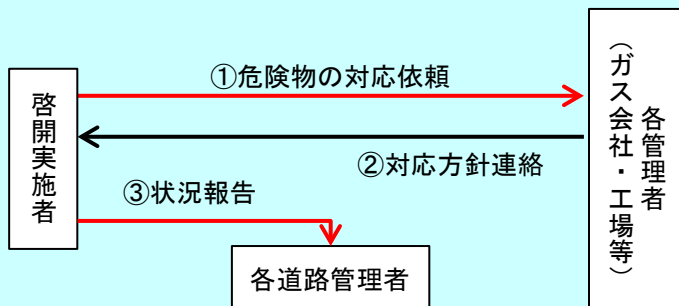 ①危険物の対応依頼
啓開実施者
②対応方針連絡
③状況報告
各道路管理者
各管理者
（ガス会社・工場等）